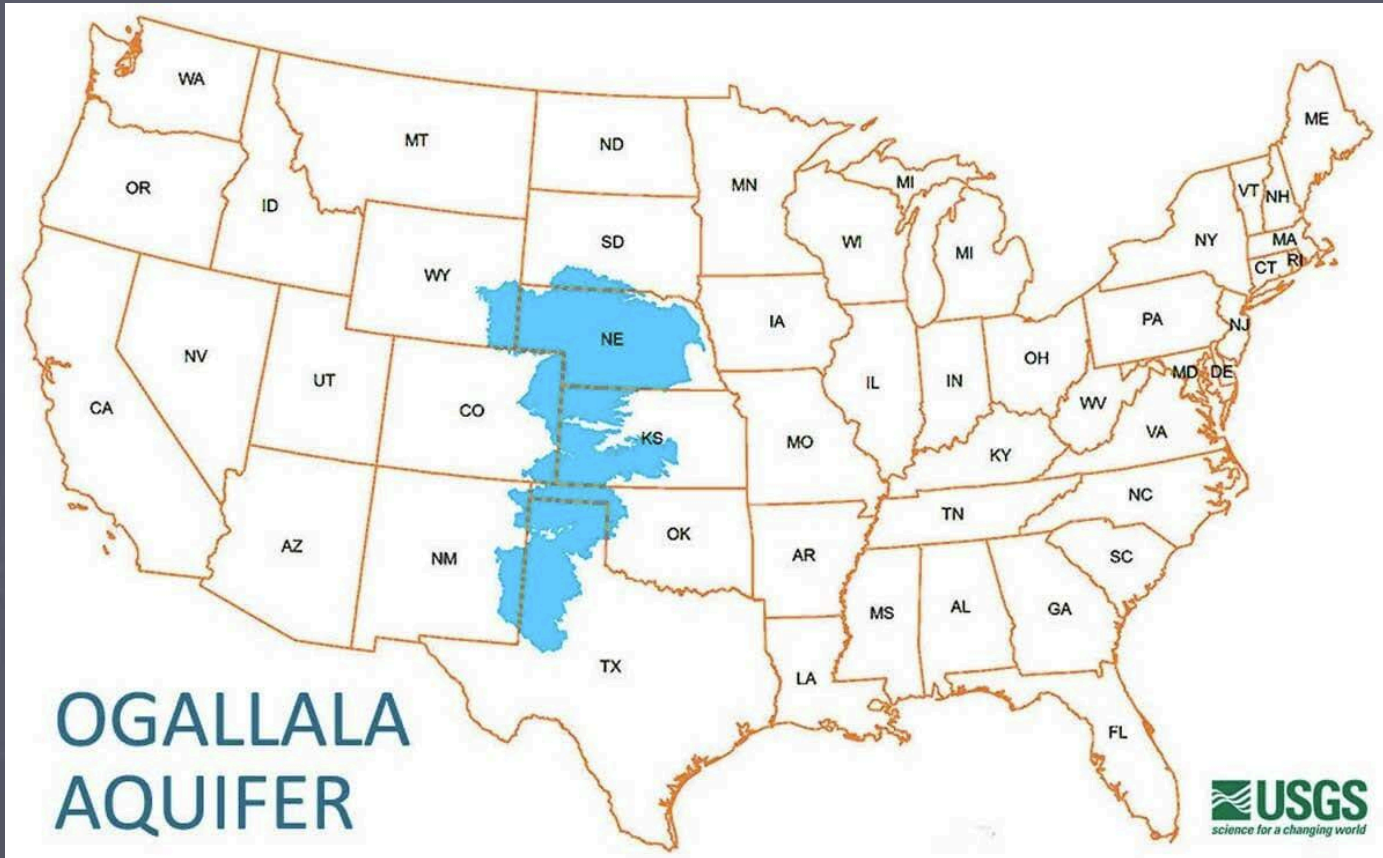 WA
MT
ND
MN
ME
OR
ID
SD
WI
MI
MI
VT
NH
NY
MA
CT
RI
WY
IA
NE
PA
NJ
NV
UT
CO
CA
KS
MO
IL
IN
OH
MD
DE
WV
VA
KY
AZ
NM
OK
AR
TN
NC
SC
MS
AL
GA
TX
LA
FL
OGALLALA
AQUIFER
USGS
science for a changing world